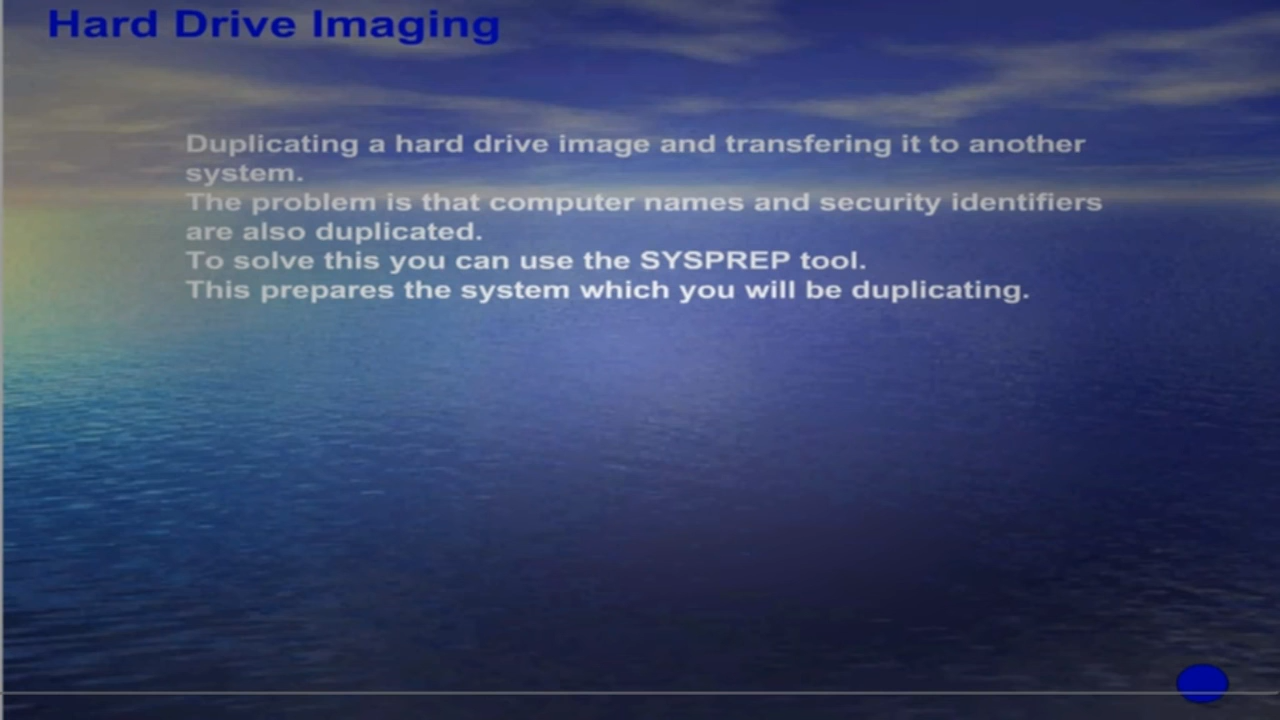 Hard Drive Imaging
Duplicating a hard drive image and transfering it to another
system.
The problem is that computer names and security identifiers
are also duplicated.
To solve this you can use the SYSPREP tool.
This prepares the system which you will be duplicating.